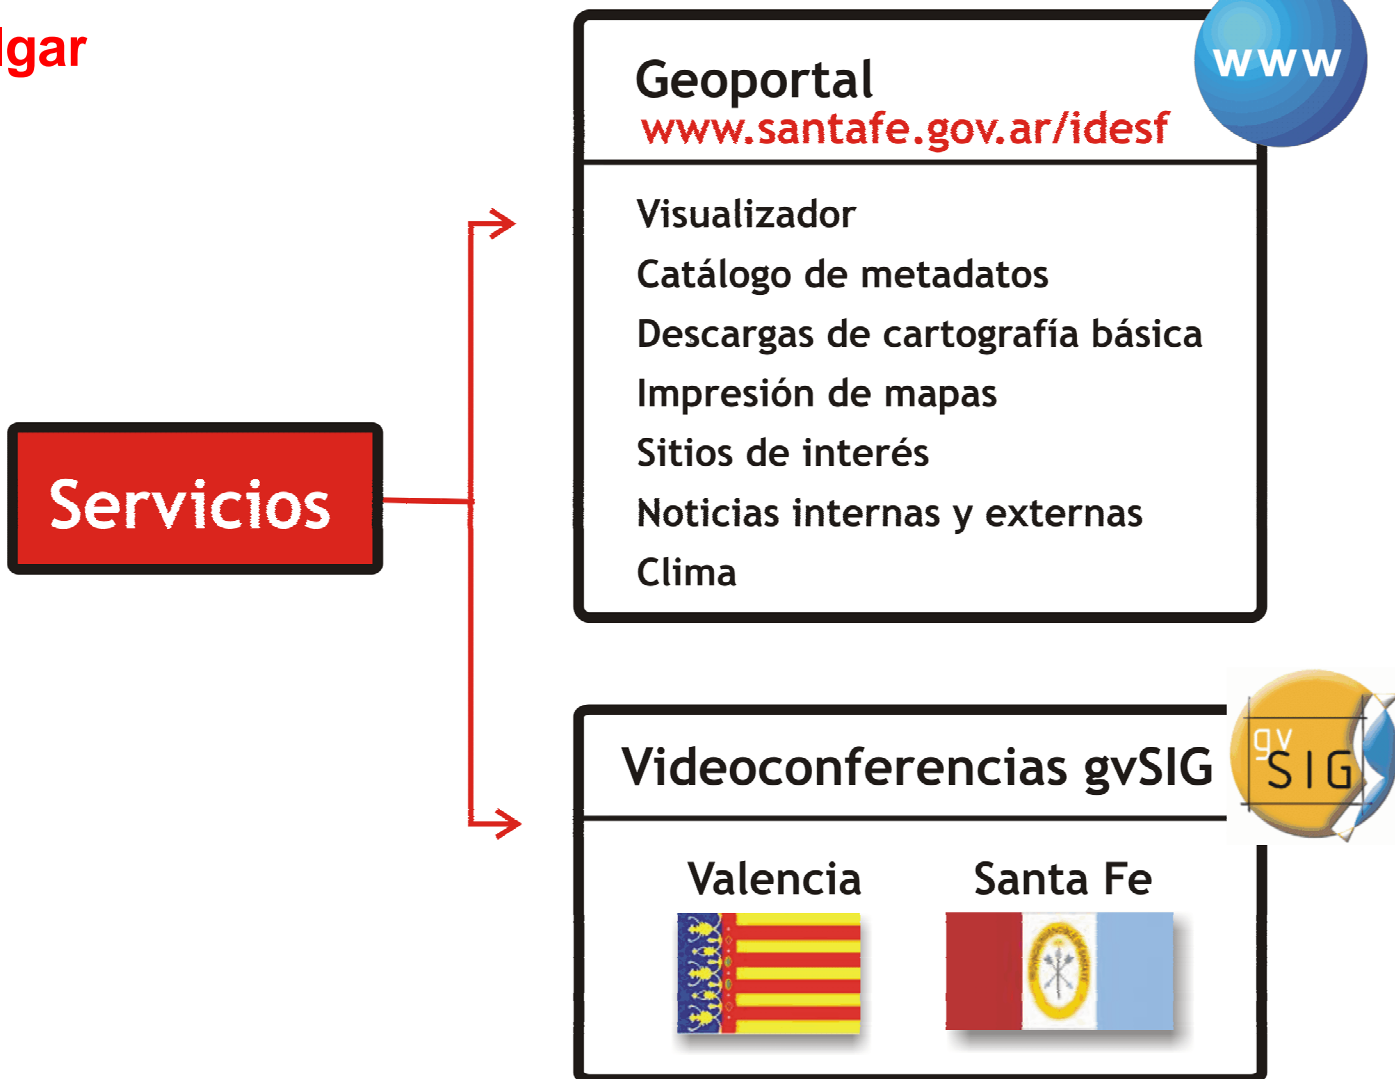 lgar
www
Geoportal
www.santafe.gov.ar/idesf
Visualizador
Catálogo de metadatos
Descargas de cartografía básica
Impresión de mapas
Sitios de interés
Noticias internas y externas
Clima
Servicios
Videoconferencias gvSIG
gv
SIG
Valencia
Santa Fe